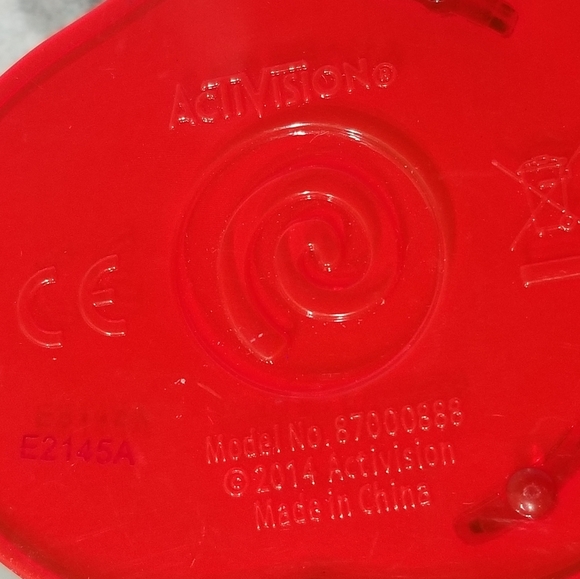 ACTIVISION®
CE
E2145A
Model No. 87000888
©2014 Activision
Made in China